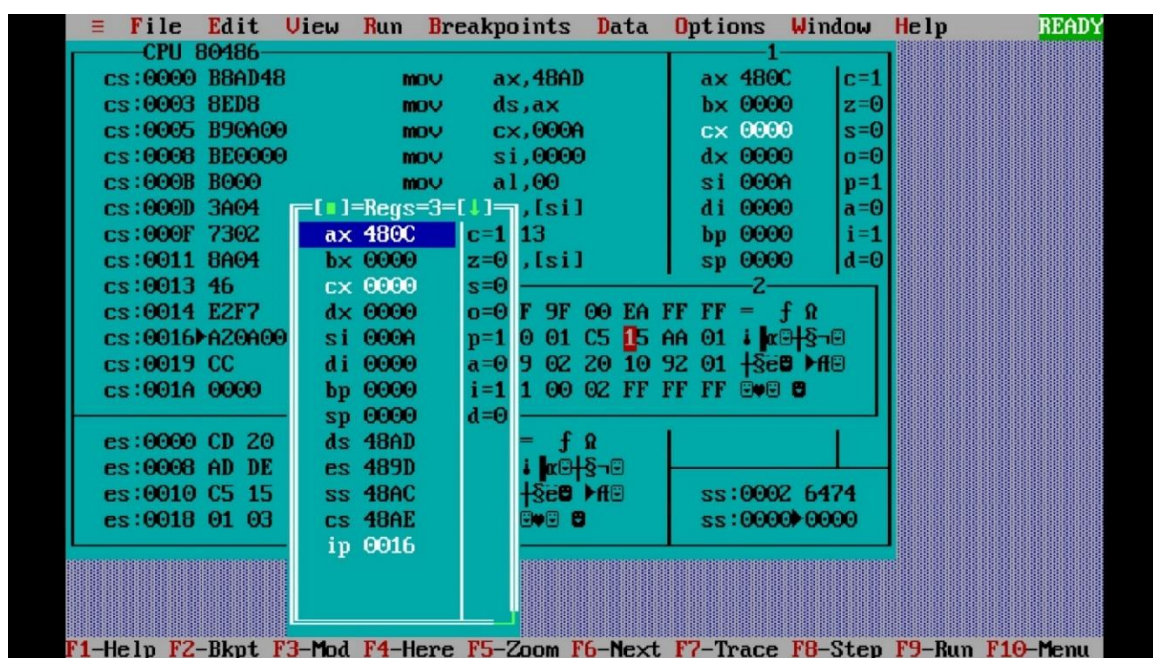 ≡ File Edit View Run Breakpoints Data Options Window Help READY
CPU 80486 1
cs:0000 B8AD48 mov ax,48AD ax 480C c=1
cs:0003 8ED8 mov ds,ax bx 0000 z=0
cs:0005 B90A00 mov cx,000A cx 0000 s=0
cs:0008 BE0000 mov si,0000 dx 0000 o=0
cs:000B B000 mov al,00 si 000A p=1
cs:000D 3A04 [■]=Regs=3=[↓] ,[si] di 0000 a=0
cs:000F 7302 ax 480C c=1 13 bp 0000 i=1
cs:0011 8A04 bx 0000 z=0 ,[si] sp 0000 d=0
cs:0013 46 cx 0000 s=0 2
cs:0014 E2F7 dx 0000 o=0 F 9F 00 EA FF FF = ƒ Ω
cs:0016►A20A00 si 000A p=1 0 01 C5 15 AA 01
cs:0019 CC di 0000 a=0 9 02 20 10 92 01
cs:001A 0000 bp 0000 i=1 1 00 02 FF FF FF
sp 0000 d=0
es:0000 CD 20 ds 48AD = ƒ Ω
es:0008 AD DE es 489D
es:0010 C5 15 ss 48AC ss:0002 6474
es:0018 01 03 cs 48AE ss:0000►0000
ip 0016
F1-Help F2-Bkpt F3-Mod F4-Here F5-Zoom F6-Next F7-Trace F8-Step F9-Run F10-Menu